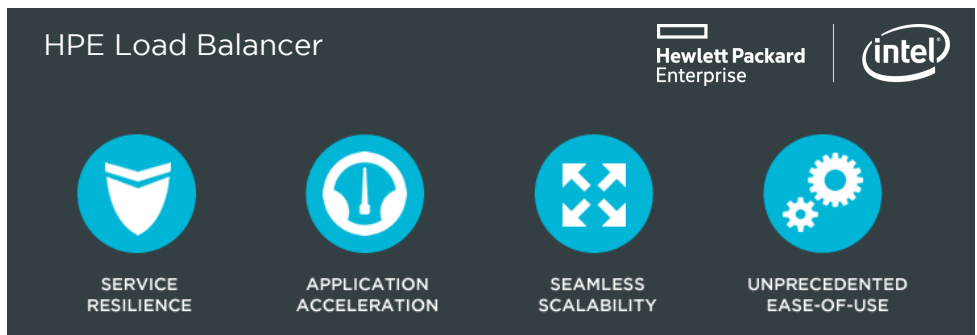 HPE Load Balancer
Hewlett Packard
Enterprise
intel®
SERVICE
RESILIENCE
APPLICATION
ACCELERATION
SEAMLESS
SCALABILITY
UNPRECEDENTED
EASE-OF-USE